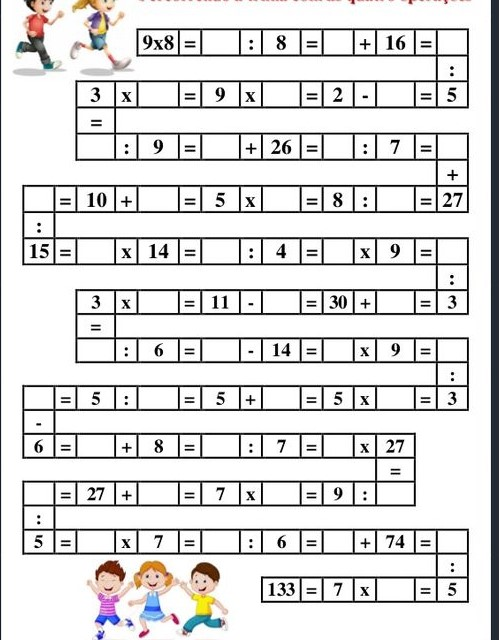 9x8 = : 8 = + 16 =
:
3 x = 9 x = 2 - = 5
=
: 9 = + 26 = : 7 =
+
= 10 + = 5 x = 8 : = 27
:
15 = x 14 = : 4 = x 9 =
:
3 x = 11 - = 30 + = 3
=
: 6 = - 14 = x 9 =
:
= 5 : = 5 + = 5 x = 3
-
6 = + 8 = : 7 = x 27
=
= 27 + = 7 x = 9 :
:
5 = x 7 = : 6 = + 74 =
:
133 = 7 x = 5